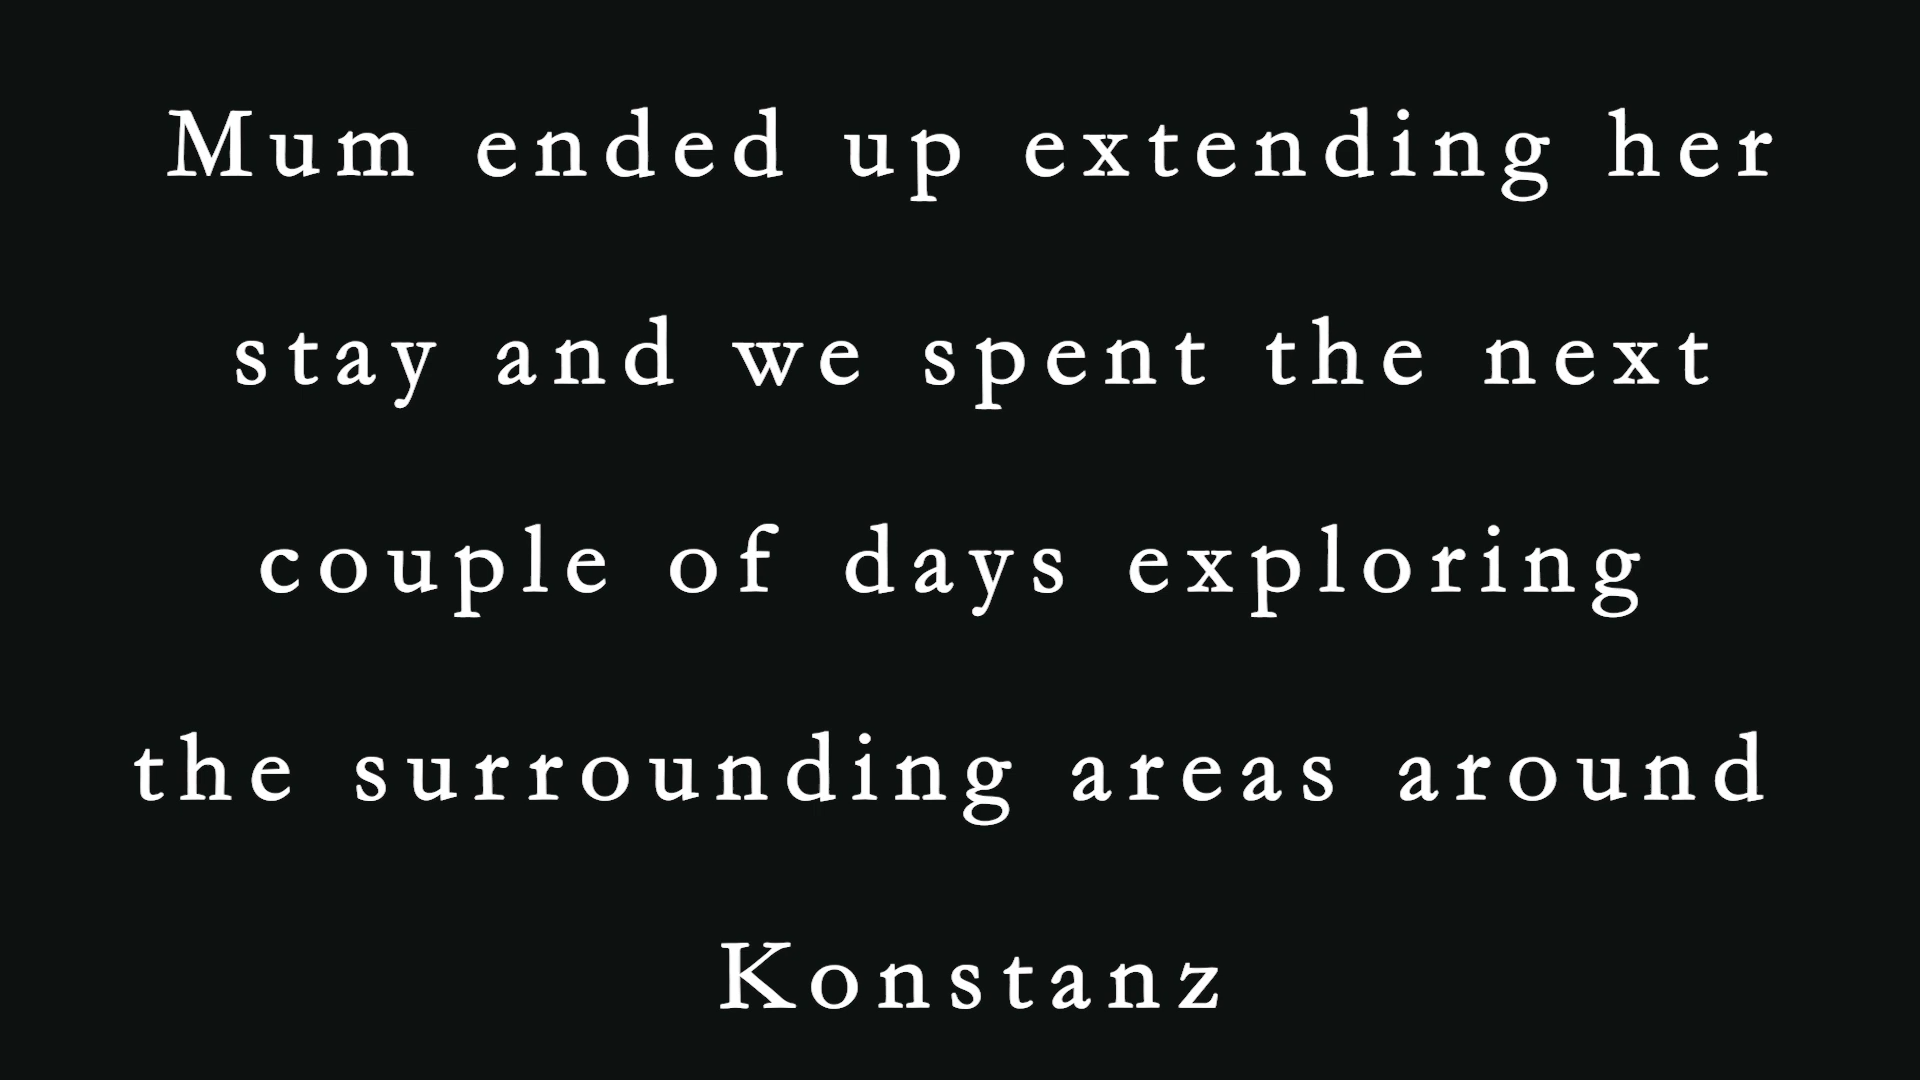 Mum ended up extending her
stay and we spent the next
couple of days exploring
the surrounding areas around
Konstanz